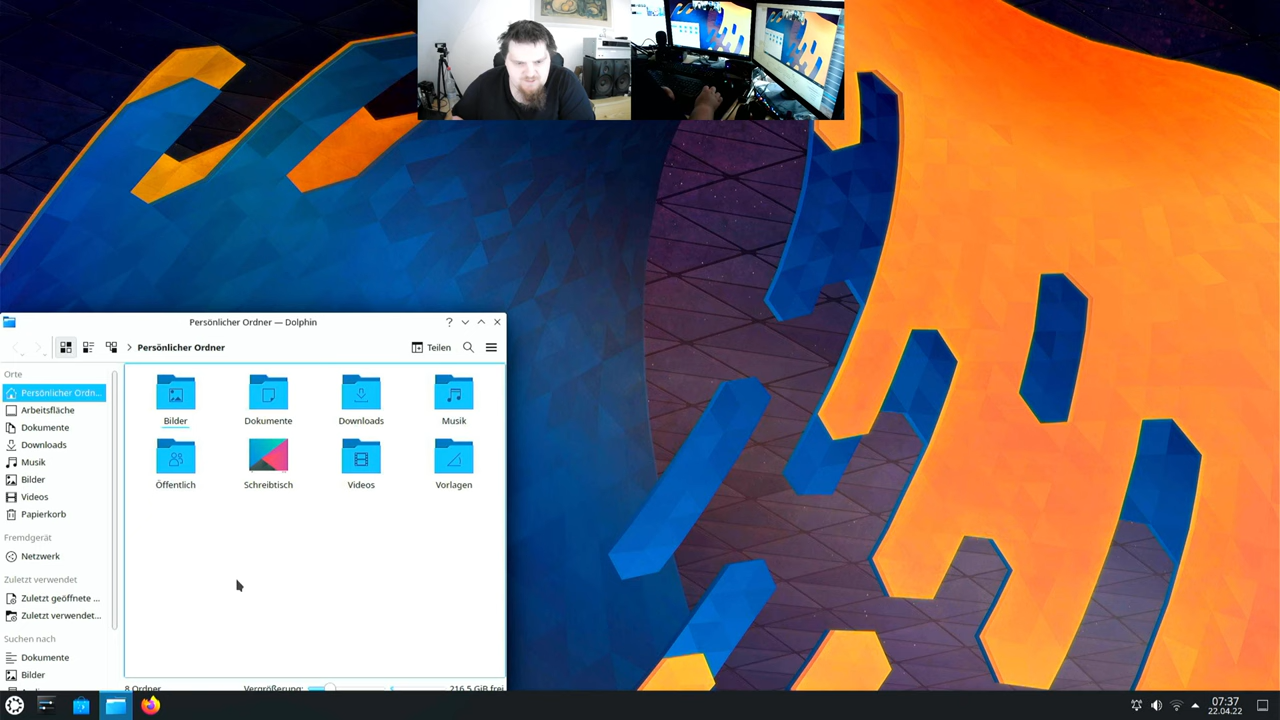 Persönlicher Ordner — Dolphin
Persönlicher Ordner
Teilen
Orte
Persönlicher Ordn...
Arbeitsfläche
Dokumente
Downloads
Musik
Bilder
Videos
Papierkorb
Fremdgerät
Netzwerk
Zuletzt verwendet
Zuletzt geöffnete ...
Zuletzt verwendet...
Suchen nach
Dokumente
Bilder
Bilder
Dokumente
Downloads
Musik
Öffentlich
Schreibtisch
Videos
Vorlagen
8 Ordner
Vergrößerung:
216,5 GiB frei
07:37
22.04.22